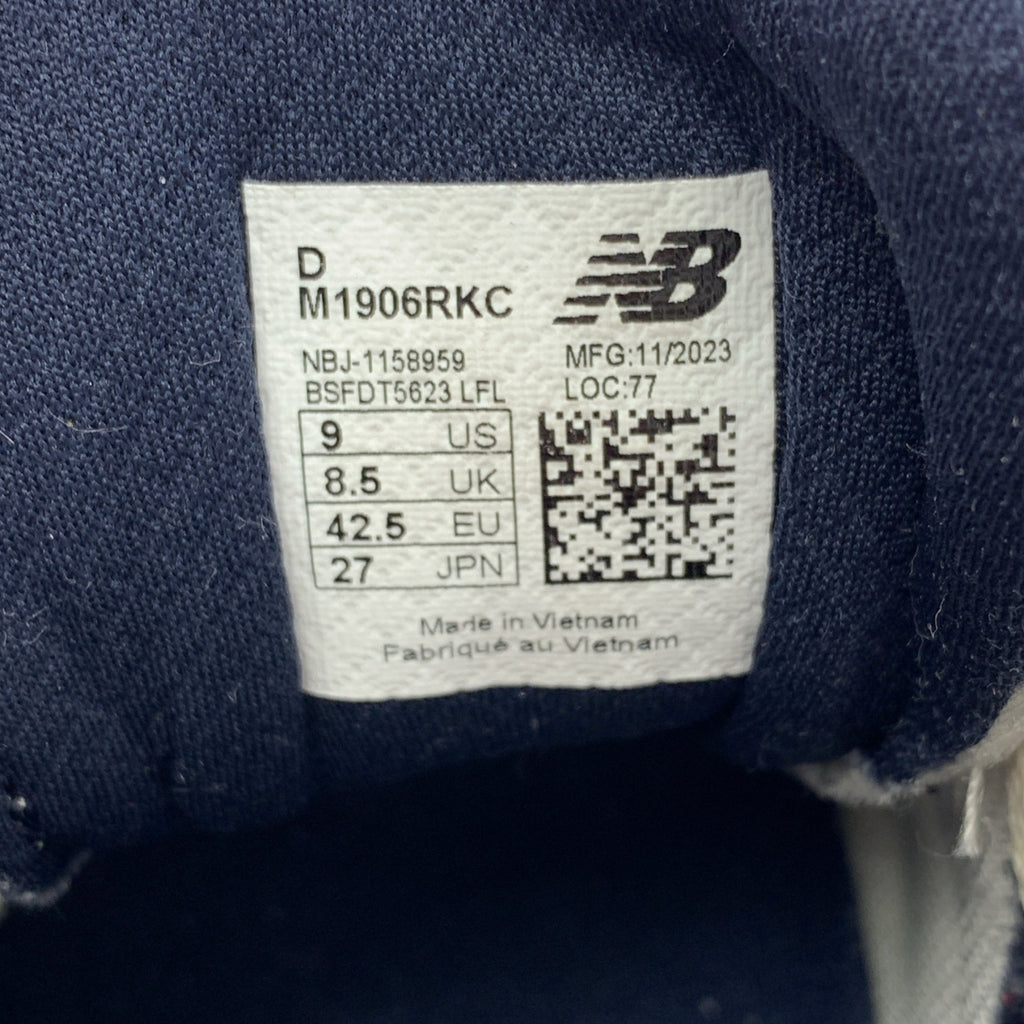 D
M1906RKC
NB
NBJ-1158959
BSFDT5623 LFL
MFG:11/2023
LOC:77
9 US
8.5 UK
42.5 EU
27 JPN
Made in Vietnam
Fabriqué au Vietnam